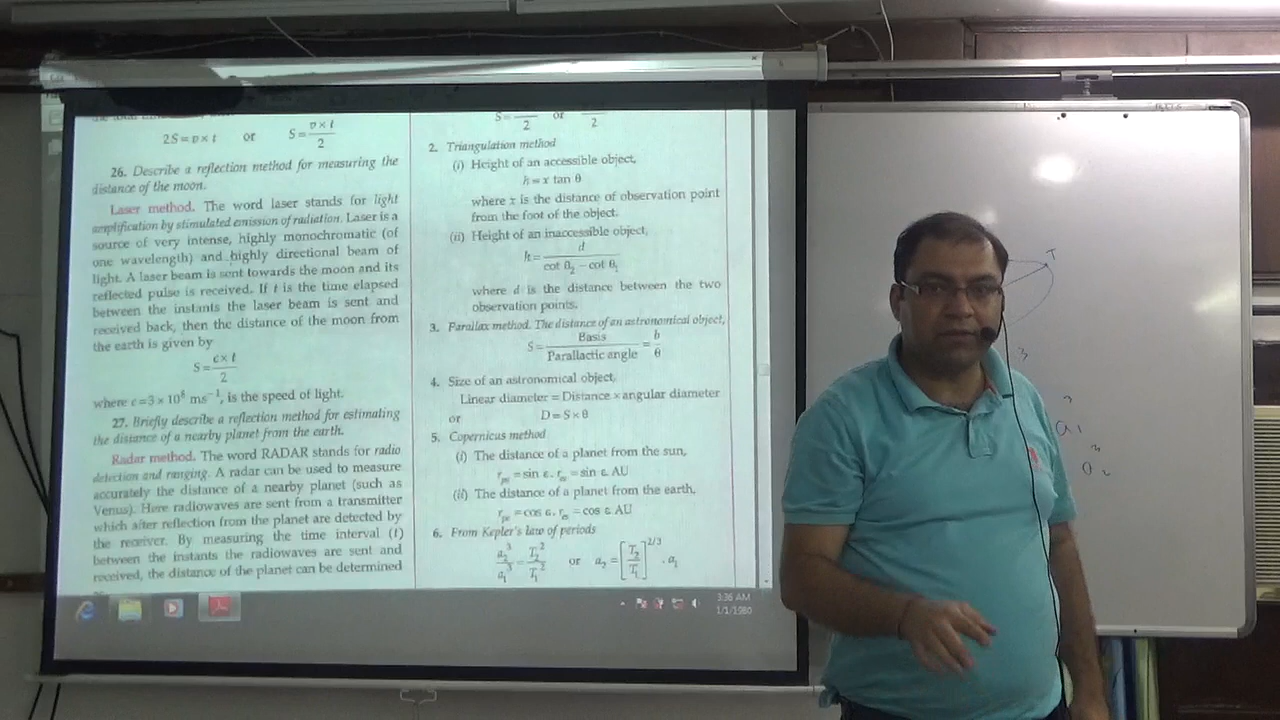 2S = v × t or S = v × t / 2
26. Describe a reflection method for measuring the
distance of the moon.
Laser method. The word laser stands for light
amplification by stimulated emission of radiation. Laser is a
source of very intense, highly monochromatic (of
one wavelength) and highly directional beam of
light. A laser beam is sent towards the moon and its
reflected pulse is received. If t is the time elapsed
between the instants the laser beam is sent and
received back, then the distance of the moon from
the earth is given by
S = c × t / 2
where c = 3 × 10⁸ ms⁻¹, is the speed of light.
27. Briefly describe a reflection method for estimating
the distance of a nearby planet from the earth.
Radar method. The word RADAR stands for radio
detection and ranging. A radar can be used to measure
accurately the distance of a nearby planet (such as
Venus). Here radiowaves are sent from a transmitter
which after reflection from the planet are detected by
the receiver. By measuring the time interval (t)
between the instants the radiowaves are sent and
received, the distance of the planet can be determined
S = / 2 or / 2
2. Triangulation method
(i) Height of an accessible object,
h = x tan θ
where x is the distance of observation point
from the foot of the object.
(ii) Height of an inaccessible object,
h = d / cot θ₂ − cot θ₁
where d is the distance between the two
observation points.
3. Parallax method. The distance of an astronomical object,
S = Basis / Parallactic angle = b / θ
4. Size of an astronomical object.
Linear diameter = Distance × angular diameter
or D = S × θ
5. Copernicus method
(i) The distance of a planet from the sun,
r_ps = sin ε. r_es = sin ε AU
(ii) The distance of a planet from the earth,
r_pe = cos ε. r_es = cos ε AU
6. From Kepler's law of periods
a₂³ / a₁³ = T₂² / T₁² or a₂ = [T₂ / T₁]^2/3 . a₁
3:36 AM
1/1/1980
T
3
a₁
3
a₂